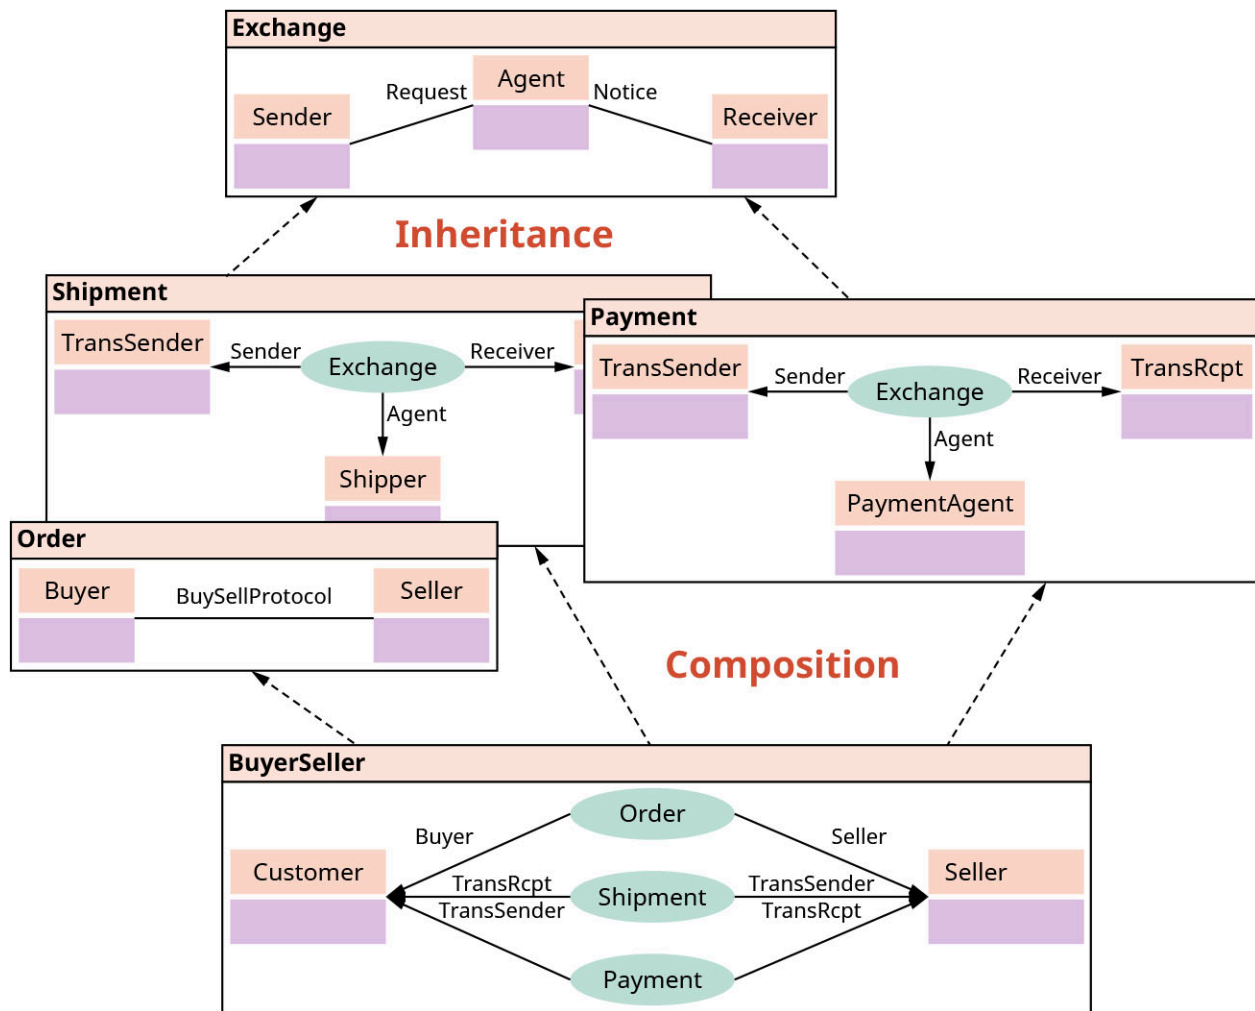 Exchange
Request
Agent
Notice
Sender
Receiver
Inheritance
Shipment
TransSender
Sender
Exchange
Receiver
Agent
Shipper
Payment
TransSender
Sender
Exchange
Receiver
TransRcpt
Agent
PaymentAgent
Order
Buyer
BuySellProtocol
Seller
Composition
BuyerSeller
Order
Buyer
Seller
Customer
Seller
TransRcpt
Shipment
TransSender
TransSender
TransRcpt
Payment